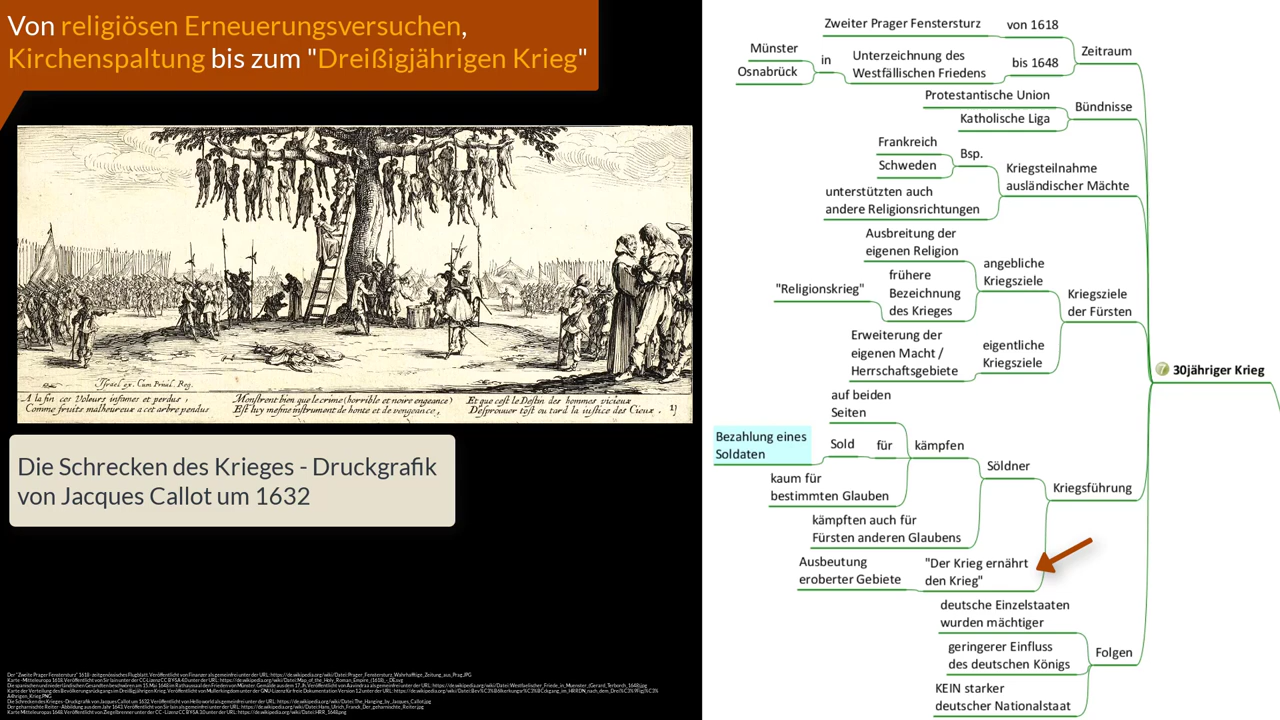 Von religiösen Erneuerungsversuchen,
Kirchenspaltung bis zum "Dreißigjährigen Krieg"
Jsrael ex. Cum Privil. Reg.
A la fin ces Voleurs infames et perdus,
Comme fruits malheureux a cet arbre pendus
Monstrent bien que le crime (horrible et noire engeance)
Est luy mesme instrument de honte et de vengeance,
Et que cest le Destin des hommes vicieux
Desprouver tost ou tard la iustice des Cieux.
Die Schrecken des Krieges - Druckgrafik
von Jacques Callot um 1632
Zweiter Prager Fenstersturz
von 1618
Münster
Osnabrück
in
Unterzeichnung des
Westfälischen Friedens
bis 1648
Zeitraum
Protestantische Union
Katholische Liga
Bündnisse
Frankreich
Schweden
Bsp.
unterstützten auch
andere Religionsrichtungen
Kriegsteilnahme
ausländischer Mächte
Ausbreitung der
eigenen Religion
"Religionskrieg"
frühere
Bezeichnung
des Krieges
angebliche
Kriegsziele
Erweiterung der
eigenen Macht /
Herrschaftsgebiete
eigentliche
Kriegsziele
Kriegsziele
der Fürsten
30jähriger Krieg
auf beiden
Seiten
Bezahlung eines
Soldaten
Sold
für
kämpfen
kaum für
bestimmten Glauben
Söldner
kämpften auch für
Fürsten anderen Glaubens
Kriegsführung
Ausbeutung
eroberter Gebiete
"Der Krieg ernährt
den Krieg"
deutsche Einzelstaaten
wurden mächtiger
geringerer Einfluss
des deutschen Königs
KEIN starker
deutscher Nationalstaat
Folgen